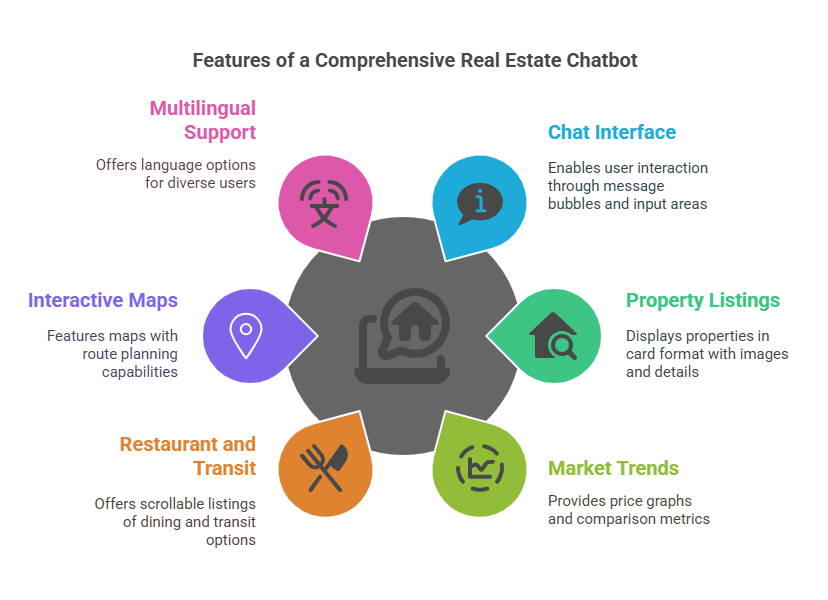 Features of a Comprehensive Real Estate Chatbot
Multilingual
Support
Offers language options
for diverse users
Chat Interface
Enables user interaction
through message
bubbles and input areas
Interactive Maps
Features maps with
route planning
capabilities
Property Listings
Displays properties in
card format with images
and details
Restaurant and
Transit
Offers scrollable listings
of dining and transit
options
Market Trends
Provides price graphs
and comparison metrics